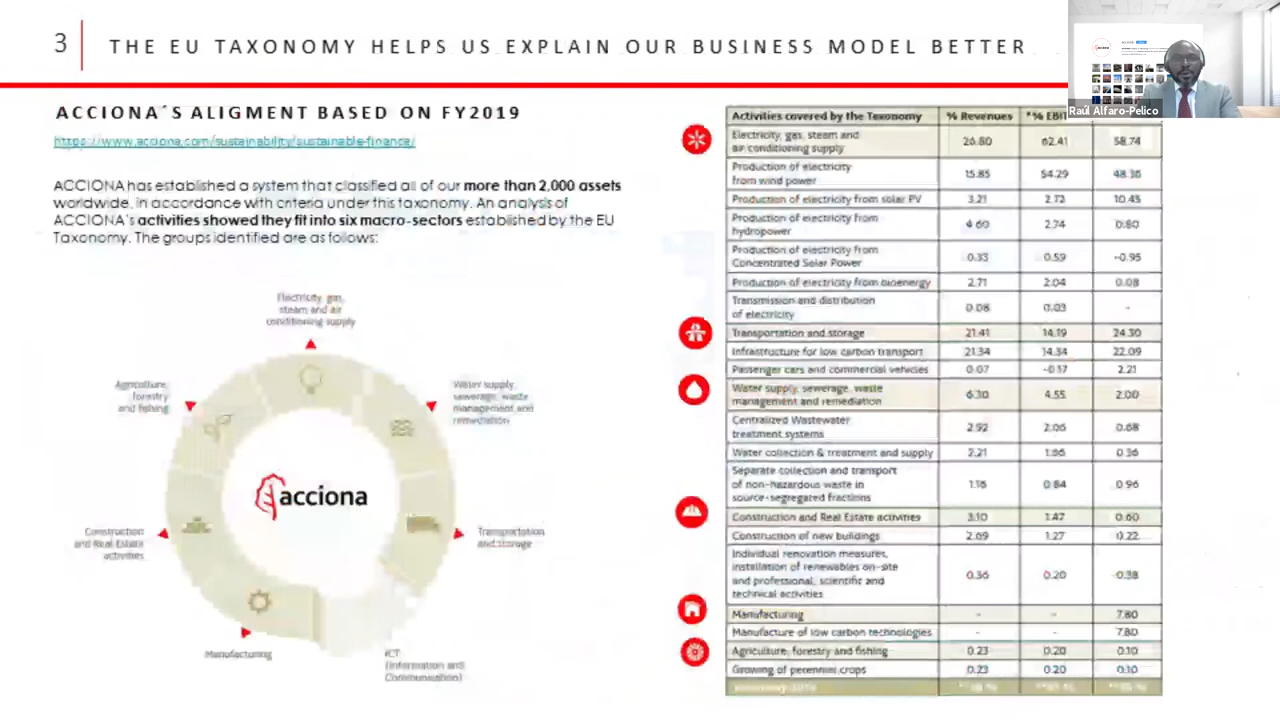 3
THE EU TAXONOMY HELPS US EXPLAIN OUR BUSINESS MODEL BETTER
Raúl Alfaro-Pelico
ACCIONA´S ALIGMENT BASED ON FY2019
https://www.acciona.com/sustainability/sustainable-finance/
ACCIONA has established a system that classified all of our more than 2,000 assets
worldwide, in accordance with criteria under this taxonomy. An analysis of
ACCIONA's activities showed they fit into six macro-sectors established by the EU
Taxonomy. The groups identified are as follows:
Electricity, gas,
steam and air
conditioning supply
Agriculture,
forestry
and fishing
Water supply,
sewerage, waste
management and
remediation
acciona
Construction
and Real Estate
activities
Transportation
and storage
Manufacturing
ICT
(Information and
Communication)
Activities covered by the Taxonomy % Revenues *% EBIT
Electricity, gas, steam and
air conditioning supply 26.80 62.41 58.74
Production of electricity
from wind power 15.85 54.29 48.36
Production of electricity from solar PV 3.21 2.72 10.45
Production of electricity from
hydropower 4.60 2.74 0.80
Production of electricity from
Concentrated Solar Power 0.33 0.59 -0.95
Production of electricity from bioenergy 2.71 2.04 0.08
Transmission and distribution
of electricity 0.08 0.03 -
Transportation and storage 21.41 14.19 24.30
Infrastructure for low carbon transport 21.34 14.34 22.09
Passenger cars and commercial vehicles 0.07 -0.17 2.21
Water supply, sewerage, waste
management and remediation 6.30 4.55 2.00
Centralized Wastewater
treatment systems 2.92 2.06 0.68
Water collection & treatment and supply 2.21 1.66 0.36
Separate collection and transport
of non-hazardous waste in
source-segregated fractions 1.16 0.84 0.96
Construction and Real Estate activities 3.10 1.47 0.60
Construction of new buildings 2.09 1.27 0.22
Individual renovation measures,
installation of renewables on-site
and professional, scientific and
technical activities 0.36 0.20 0.38
Manufacturing - - 7.80
Manufacture of low carbon technologies - - 7.80
Agriculture, forestry and fishing 0.23 0.20 0.10
Growing of perennial crops 0.23 0.20 0.10